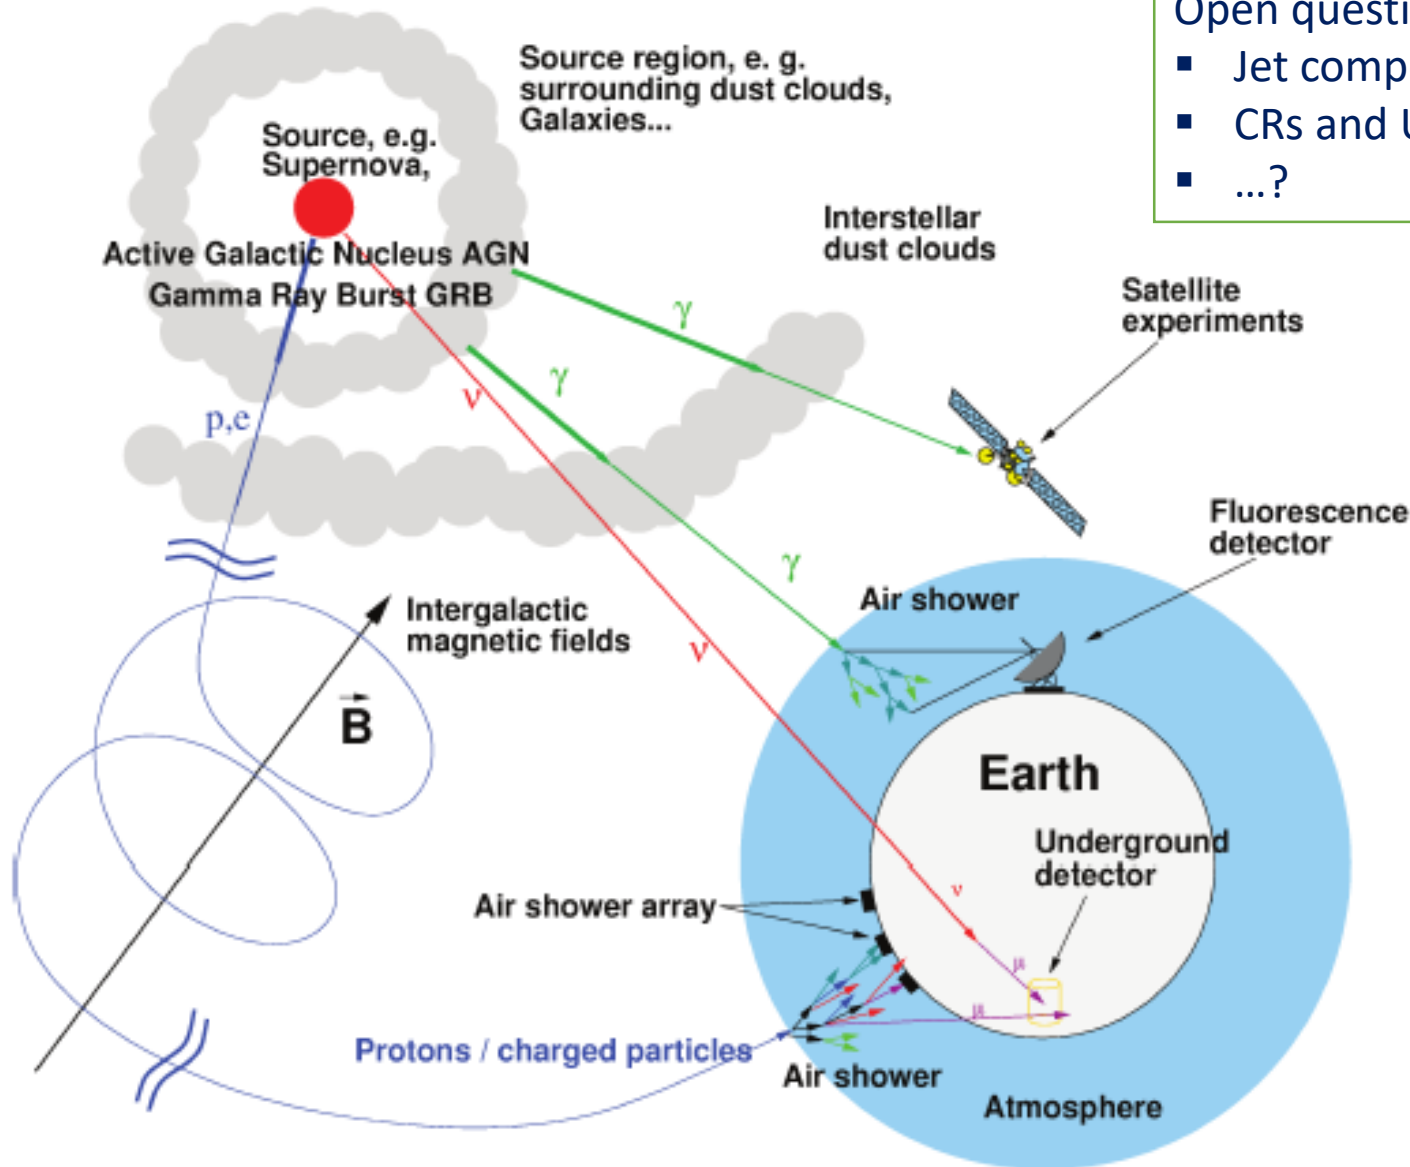 Open questi
▪ Jet comp
▪ CRs and U
▪ ...?
Source region, e. g.
surrounding dust clouds,
Galaxies...
Source, e.g.
Supernova,
Active Galactic Nucleus AGN
Gamma Ray Burst GRB
Interstellar
dust clouds
Satellite
experiments
γ
γ
ν
p,e
Fluorescence
detector
γ
Air shower
Intergalactic
magnetic fields
ν
B
Earth
Underground
detector
ν
Air shower array
μ
μ
Protons / charged particles
Air shower
Atmosphere